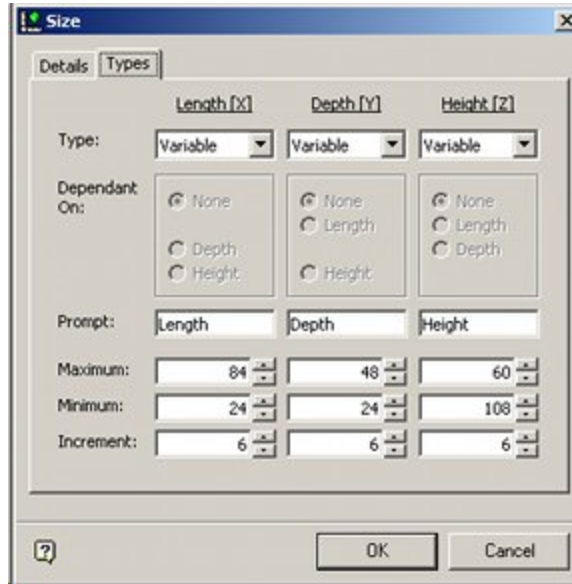 Size
Details Types
Length [X] Depth [Y] Height [Z]
Type: Variable Variable Variable
Dependant On: None None None
Length Length
Depth Depth
Height Height
Prompt: Length Depth Height
Maximum: 84 48 60
Minimum: 24 24 108
Increment: 6 6 6
OK Cancel